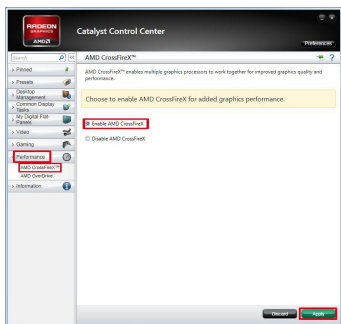 RADEON
GRAPHICS
AMD
Catalyst Control Center
Preferences
Search
Pinned
Presets
Desktop
Management
Common Display
Tasks
My Digital Flat-
Panels
Video
Gaming
Performance
AMD CrossFireX™
AMD OverDrive
Information
AMD CrossFireX™
?
AMD CrossFireX™ enables multiple graphics processors to work together for improved graphics quality and
performance.
Choose to enable AMD CrossFireX for added graphics performance.
Enable AMD CrossFireX
Disable AMD CrossFireX
Discard
Apply